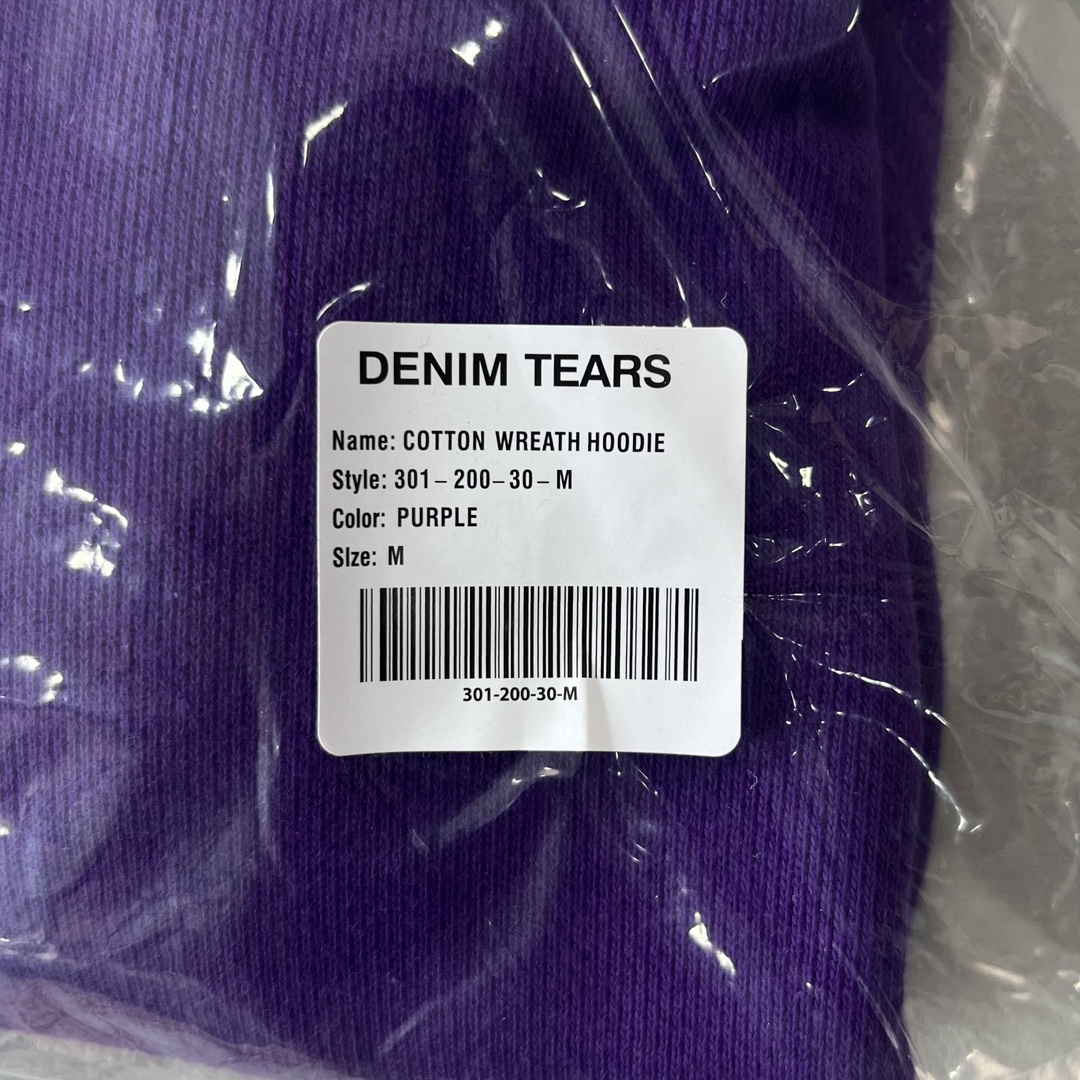 DENIM TEARS
Name: COTTON WREATH HOODIE
Style: 301-200-30-M
Color: PURPLE
SIze: M
301-200-30-M